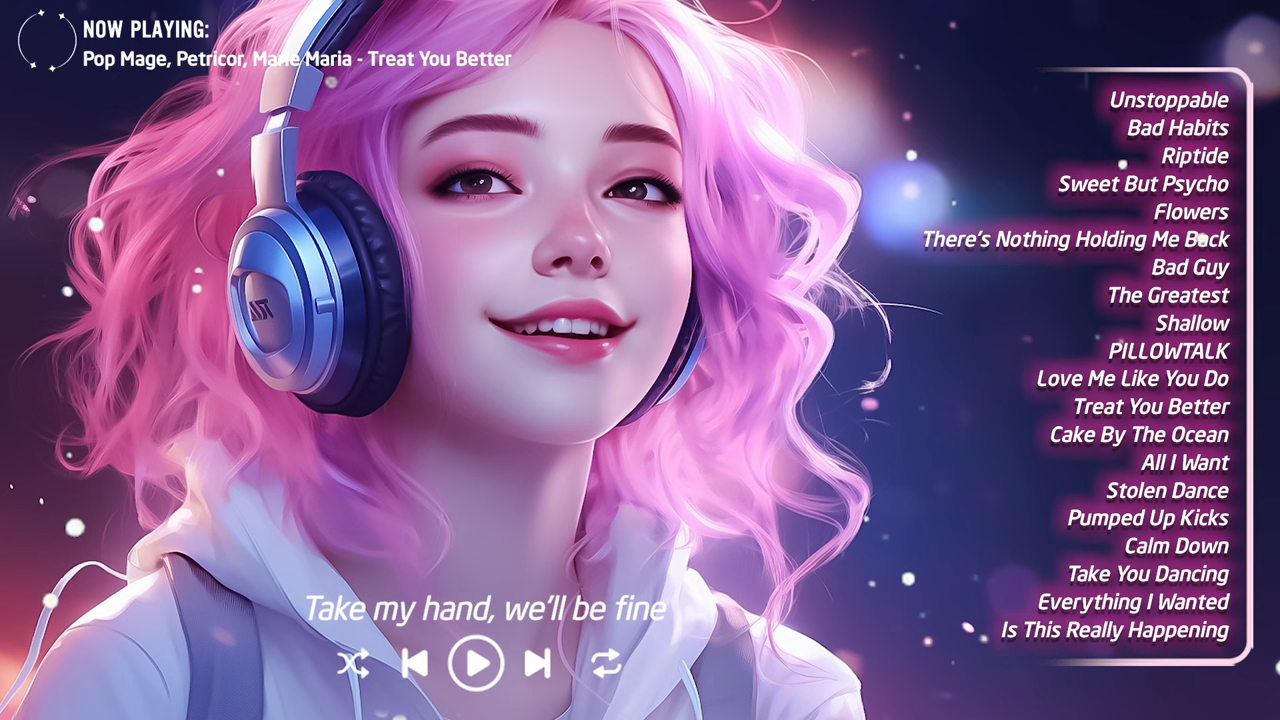 NOW PLAYING:
Pop Mage, Petricor, Marie Maria - Treat You Better
Unstoppable
Bad Habits
Riptide
Sweet But Psycho
Flowers
There's Nothing Holding Me Back
Bad Guy
The Greatest
Shallow
PILLOWTALK
Love Me Like You Do
Treat You Better
Cake By The Ocean
All I Want
Stolen Dance
Pumped Up Kicks
Calm Down
Take You Dancing
Everything I Wanted
Is This Really Happening
Take my hand, we'll be fine